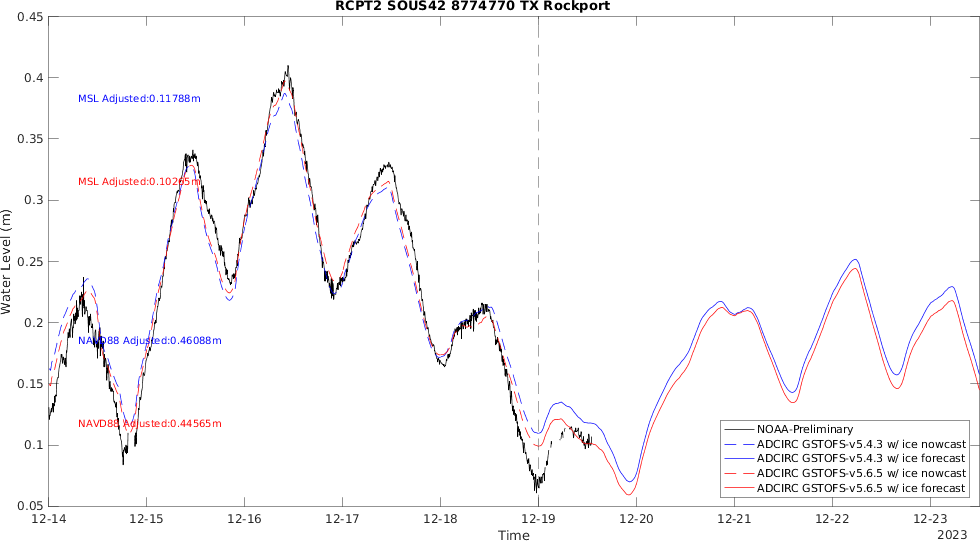 RCPT2 SOUS42 8774770 TX Rockport
0.45
0.4
0.35
0.3
0.25
0.2
0.15
0.1
0.05
Water Level (m)
MSL Adjusted:0.11788m
MSL Adjusted:0.10265m
NAVD88 Adjusted:0.46088m
NAVD88 Adjusted:0.44565m
NOAA-Preliminary
ADCIRC GSTOFS-v5.4.3 w/ ice nowcast
ADCIRC GSTOFS-v5.4.3 w/ ice forecast
ADCIRC GSTOFS-v5.6.5 w/ ice nowcast
ADCIRC GSTOFS-v5.6.5 w/ ice forecast
12-14 12-15 12-16 12-17 12-18 12-19 12-20 12-21 12-22 12-23
Time
2023